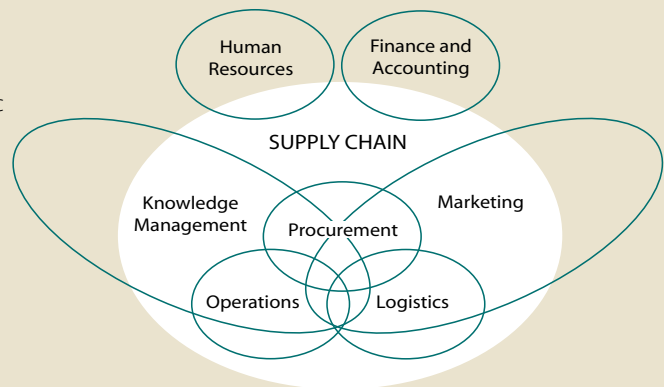 Human
Resources
Finance and
Accounting
C
SUPPLY CHAIN
Knowledge
Management
Marketing
Procurement
Operations
Logistics